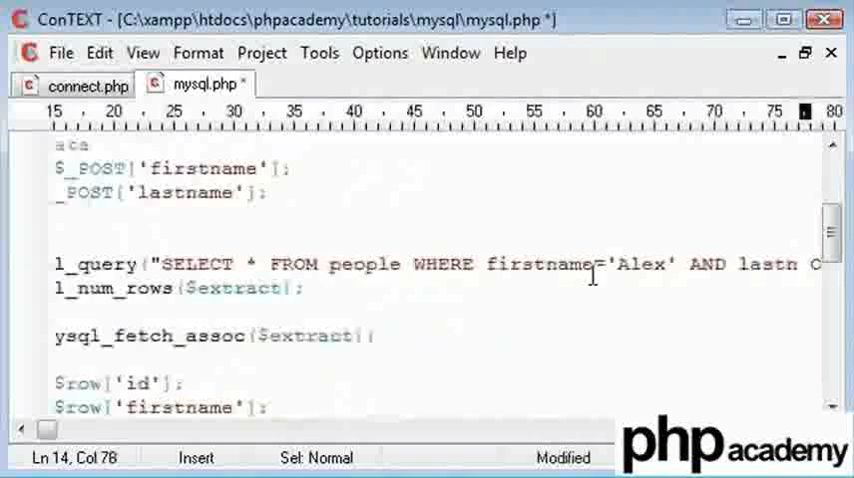 ConTEXT - [C:\xampp\htdocs\phpacademy\tutorials\mysql\mysql.php *]
File Edit View Format Project Tools Options Window Help
connect.php mysql.php *
15 20 25 30 35 40 45 50 55 60 65 70 75 80
$_POST['firstname'];
_POST['lastname'];
l_query("SELECT * FROM people WHERE firstname='Alex' AND lastn O
l_num_rows($extract);
ysql_fetch_assoc($extract))
$row['id'];
$row['firstname'];
Ln 14, Col 78 Insert Sel: Normal Modified
php academy